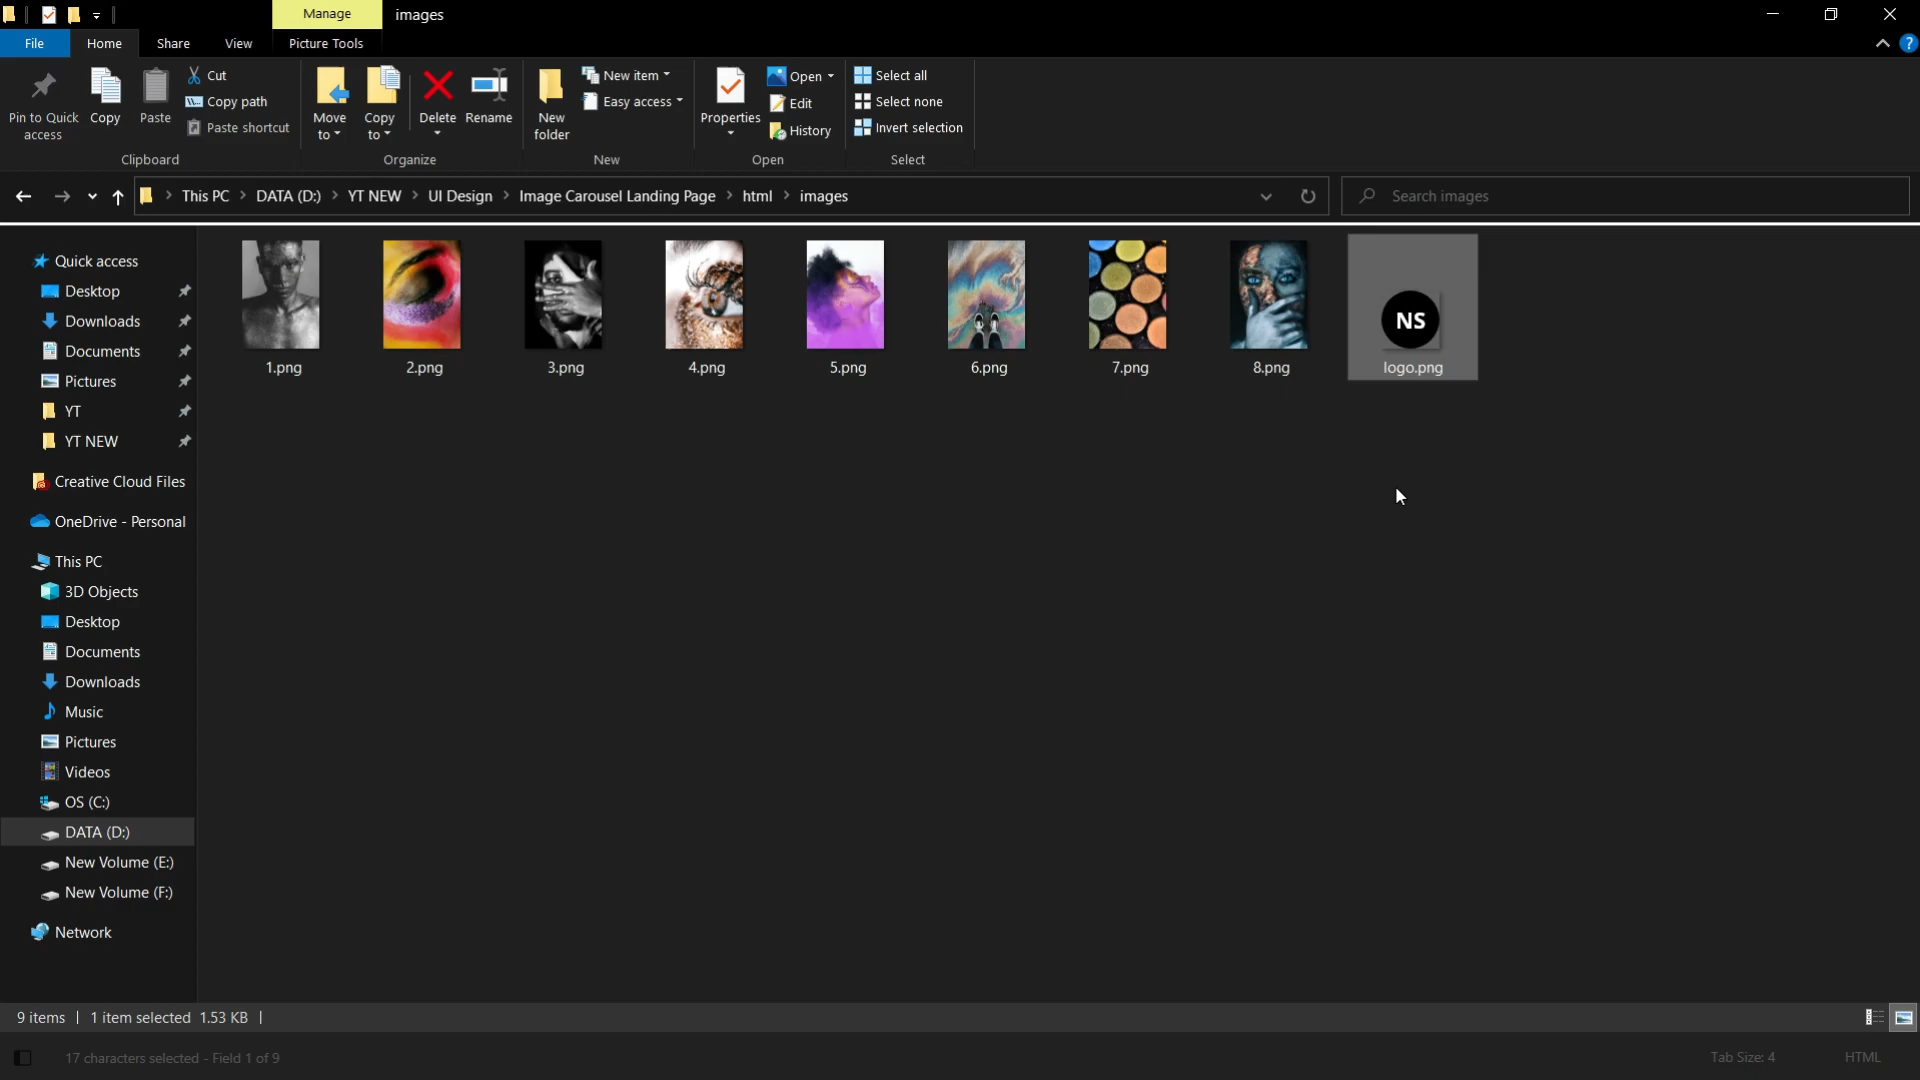 Manage images
File Home Share View Picture Tools
Pin to Quick access
Copy
Paste
Cut
Copy path
Paste shortcut
Clipboard
Move to
Copy to
Delete
Rename
Organize
New folder
New item
Easy access
New
Properties
Open
Edit
History
Open
Select all
Select none
Invert selection
Select
This PC > DATA (D:) > YT NEW > UI Design > Image Carousel Landing Page > html > images
Search images
Quick access
Desktop
Downloads
Documents
Pictures
YT
YT NEW
Creative Cloud Files
OneDrive - Personal
This PC
3D Objects
Desktop
Documents
Downloads
Music
Pictures
Videos
OS (C:)
DATA (D:)
New Volume (E:)
New Volume (F:)
Network
NS
1.png 2.png 3.png 4.png 5.png 6.png 7.png 8.png logo.png
9 items | 1 item selected 1.53 KB |
17 characters selected - Field 1 of 9 Tab Size: 4 HTML